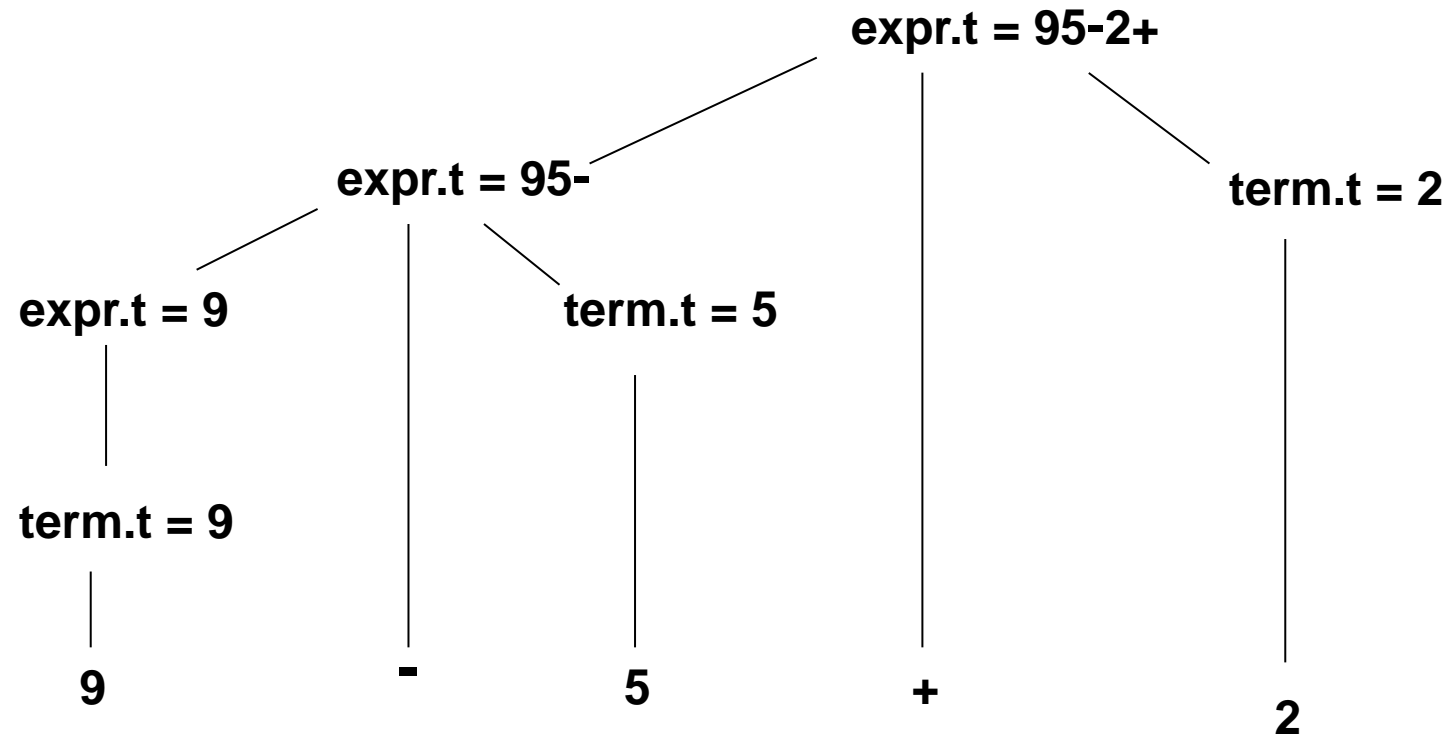 expr.t = 95-2+
expr.t = 95-
term.t = 2
expr.t = 9
term.t = 5
term.t = 9
9
-
5
+
2